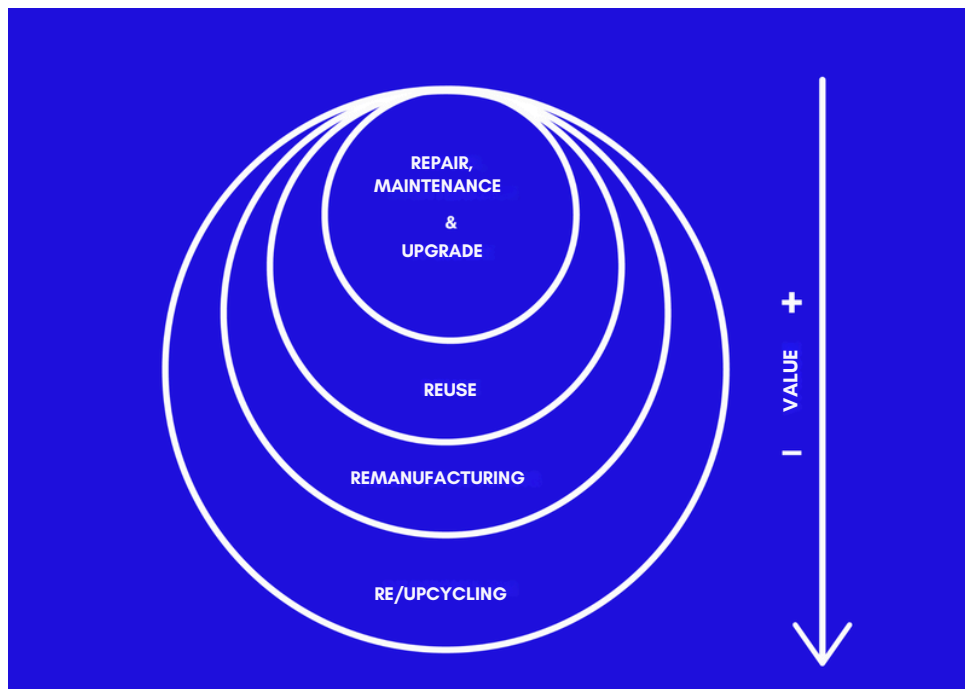 REPAIR,
MAINTENANCE
&
UPGRADE
REUSE
REMANUFACTURING
RE/UPCYCLING
+
VALUE
−